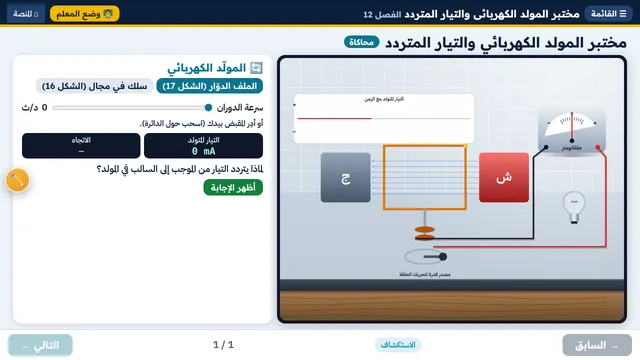 ☰ القائمة
مختبر المولد الكهربائي والتيار المتردد الفصل 12
وضع المعلم
المنصة
مختبر المولد الكهربائي والتيار المتردد
محاكاة
المولّد الكهربائي
الملف الدوّار (الشكل 17)
سلك في مجال (الشكل 16)
سرعة الدوران
0 د/ث
أو أدِر المقبض بيدك (اسحب حول الدائرة).
التيار المتولد
0 mA
الاتجاه
—
لماذا يتردد التيار من الموجب إلى السالب في المولد؟
أظهر الإجابة
التيار المتولد مع الزمن
جلفانومتر
ج
ش
مصدر قدرة لتحريك الحلقة
→ السابق
الاستكشاف
1 / 1
التالي ←